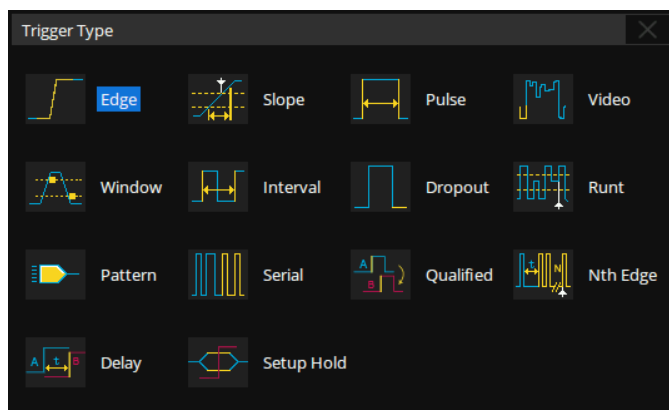 Trigger Type
Edge Slope Pulse Video
Window Interval Dropout Runt
Pattern Serial A B Qualified t N Nth Edge
A t B Delay Setup Hold